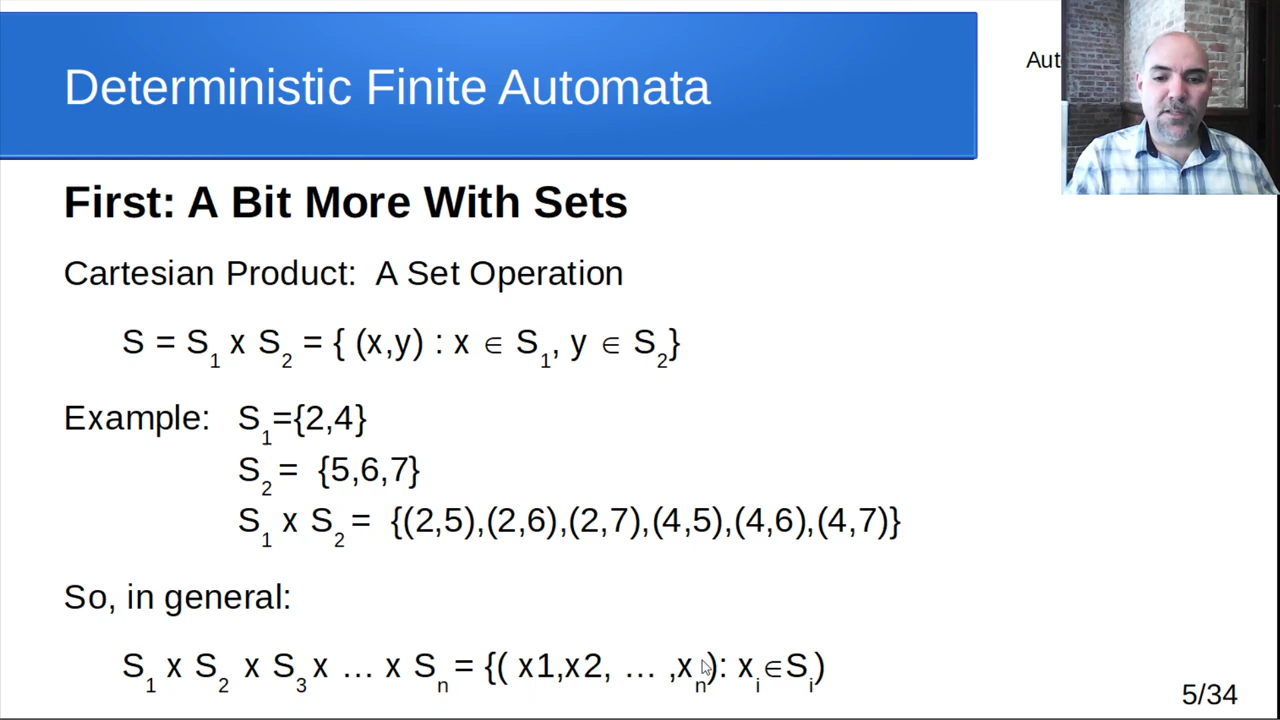 Deterministic Finite Automata
Aut
First: A Bit More With Sets
Cartesian Product: A Set Operation
S = S₁ x S₂ = { (x,y) : x ∈ S₁, y ∈ S₂}
Example: S₁={2,4}
S₂ = {5,6,7}
S₁ x S₂ = {(2,5),(2,6),(2,7),(4,5),(4,6),(4,7)}
So, in general:
S₁ x S₂ x S₃ x … x Sₙ = {( x1,x2, … ,xₙ): xᵢ∈Sᵢ)
5/34